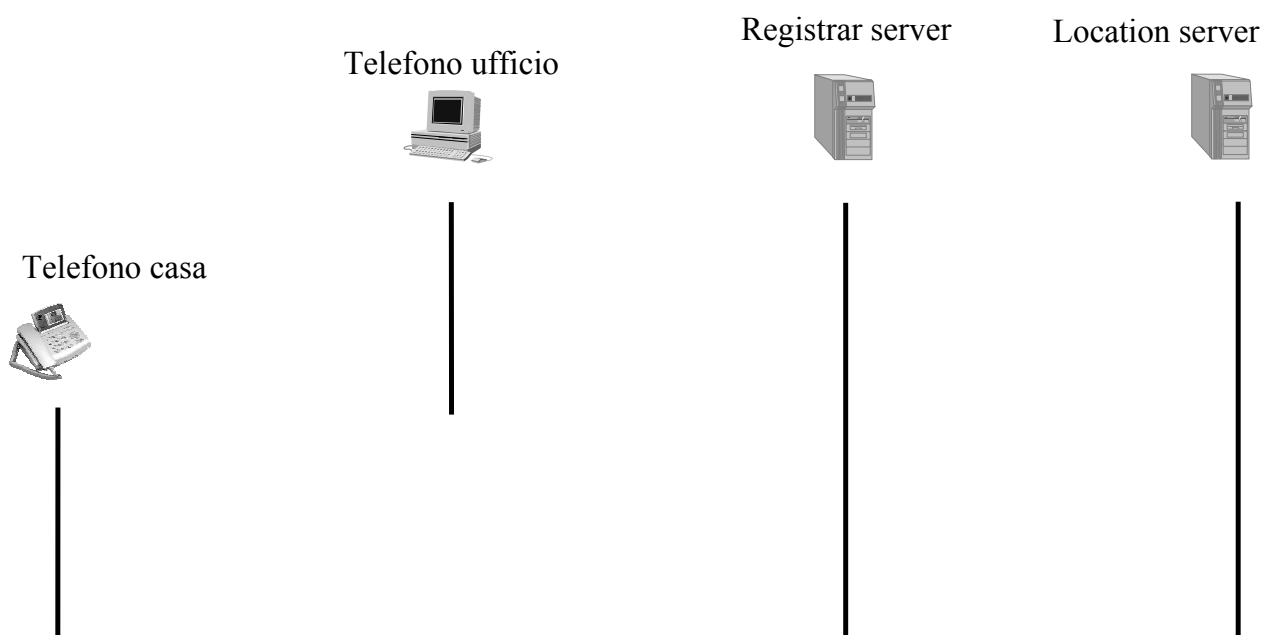 Registrar server
Location server
Telefono ufficio
Telefono casa